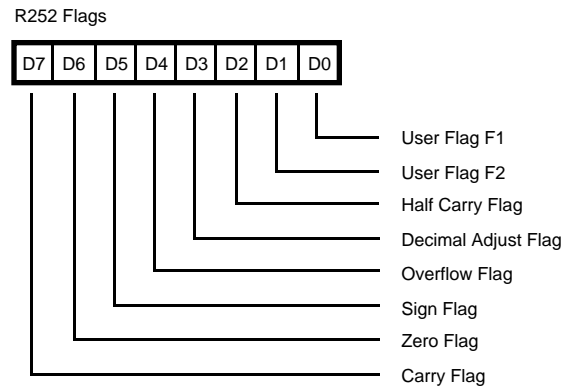 R252 Flags
D7 D6 D5 D4 D3 D2 D1 D0
User Flag F1
User Flag F2
Half Carry Flag
Decimal Adjust Flag
Overflow Flag
Sign Flag
Zero Flag
Carry Flag